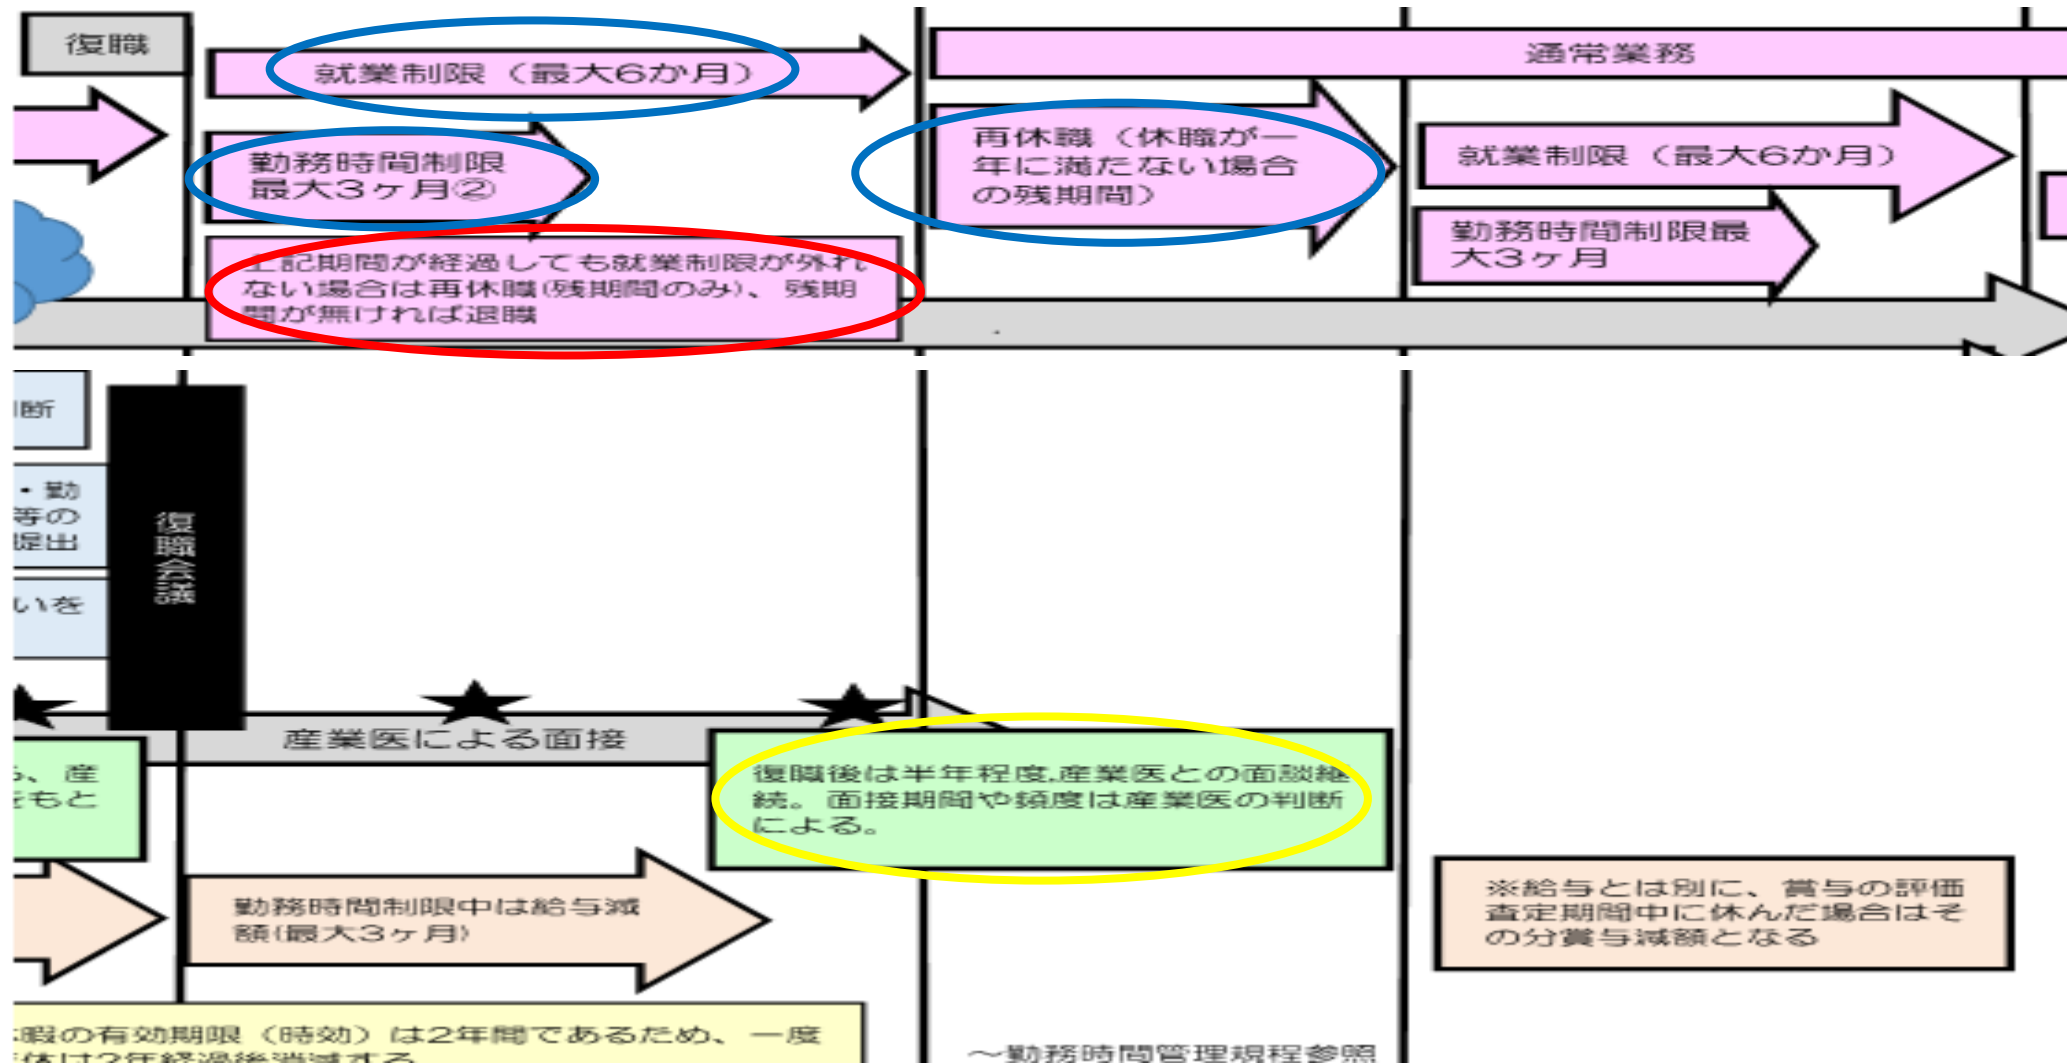 復職
就業制限（最大6か月）
通常業務
勤務時間制限
最大3ヶ月②
再休職（休職が一
年に満たない場合
の残期間）
就業制限（最大6か月）
勤務時間制限最
大3ヶ月
上記期間が経過しても就業制限が外れ
ない場合は再休職(残期間のみ)、残期
間が無ければ退職
断
・勤
等の
提出
いを
復職会議
産業医による面接
、産
をもと
復職後は半年程度,産業医との面談継
続。面接期間や頻度は産業医の判断
による。
勤務時間制限中は給与減
額(最大3ヶ月)
※給与とは別に、賞与の評価
査定期間中に休んだ場合はそ
の分賞与減額となる
暇の有効期限（時効）は2年間であるため、一度
は2年経過後消滅する
～勤務時間管理規程参照